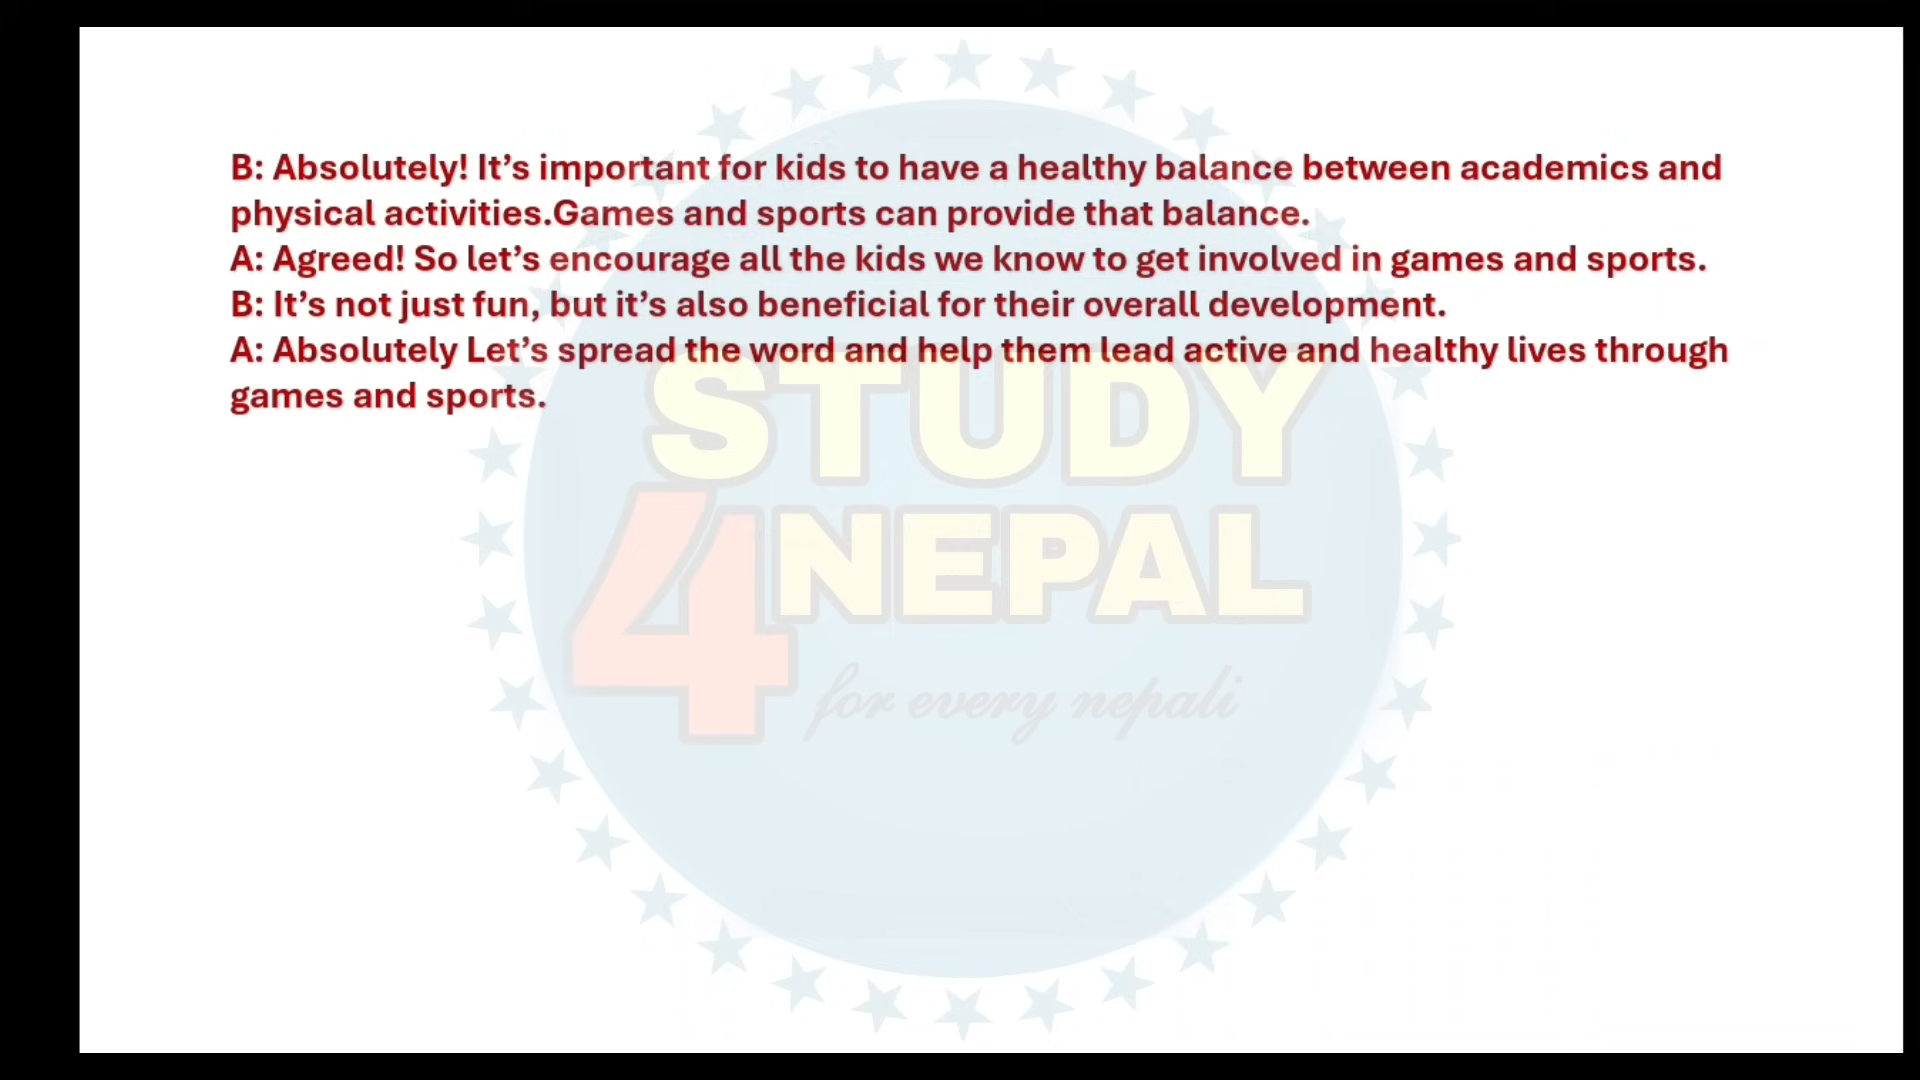 B: Absolutely! It’s important for kids to have a healthy balance between academics and
physical activities.Games and sports can provide that balance.
A: Agreed! So let’s encourage all the kids we know to get involved in games and sports.
B: It’s not just fun, but it’s also beneficial for their overall development.
A: Absolutely Let’s spread the word and help them lead active and healthy lives through
games and sports.
STUDY
4 NEPAL
for every nepali